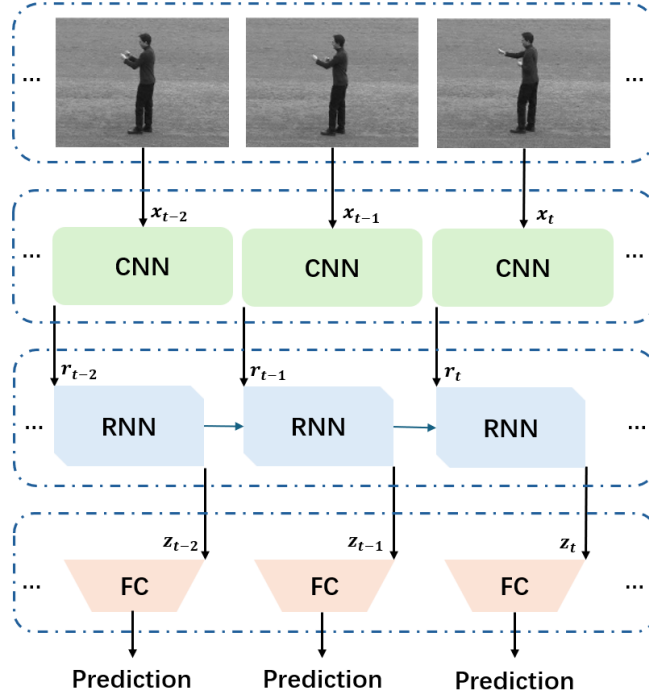 ... ...
x_{t-2} x_{t-1} x_t
... CNN CNN CNN ...
r_{t-2} r_{t-1} r_t
... RNN RNN RNN ...
z_{t-2} z_{t-1} z_t
... FC FC FC ...
Prediction Prediction Prediction